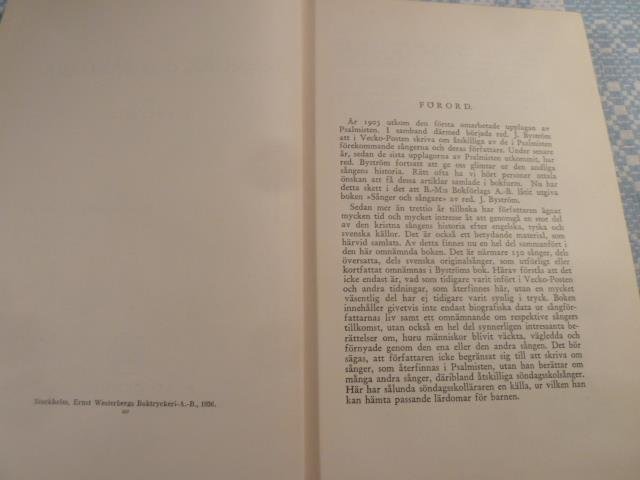 Stockholm, Ernst Westerbergs Boktryckeri-A.-B., 1936.
FÖRORD.
År 1903 utkom den första omarbetade upplagan av
Psalmisten. I samband därmed började red. J. Byström
att i Vecko-Posten skriva om åtskilliga av de i Psalmisten
förekommande sångerna och deras författare. Under senare
år, sedan de sista upplagorna av Psalmisten utkommit, har
red. Byström fortsatt att ge oss glimtar ur den andliga
sångens historia. Rätt ofta ha vi hört personer uttala
önskan att få dessa artiklar samlade i bokform. Nu har
detta skett i det att B.-M:s Bokförlags A.-B. låtit utgiva
boken »Sånger och sångare» av red. J. Byström.
Sedan mer än trettio år tillbaka har författaren ägnat
mycken tid och mycket intresse åt att genomgå en stor del
av den kristna sångens historia efter engelska, tyska och
svenska källor. Det är också ett betydande material, som
härvid samlats. Av detta finnes nu en hel del sammanfört i
den här omnämnda boken. Det är närmare 150 sånger, dels
översatta, dels svenska originalsånger, som utförligt eller
kortfattat omnämnas i Byströms bok. Härav förstås att det
icke endast är, vad som tidigare varit infört i Vecko-Posten
och andra tidningar, som återfinnes här, utan en mycket
väsentlig del har ej tidigare varit synlig i tryck. Boken
innehåller givetvis inte endast biografiska data ur sångför-
fattarnas liv samt ett omnämnande om respektive sångers
tillkomst, utan också en hel del synnerligen intressanta be-
rättelser om, huru människor blivit väckta, vägledda och
förnyade genom den ena eller den andra sången. Det bör
sägas, att författaren icke begränsat sig till att skriva om
sånger, som återfinnas i Psalmisten, utan han berättar om
många andra sånger, däribland åtskilliga söndagsskolsånger.
Här har sålunda söndagsskolläraren en källa, ur vilken han
kan hämta passande lärdomar för barnen.